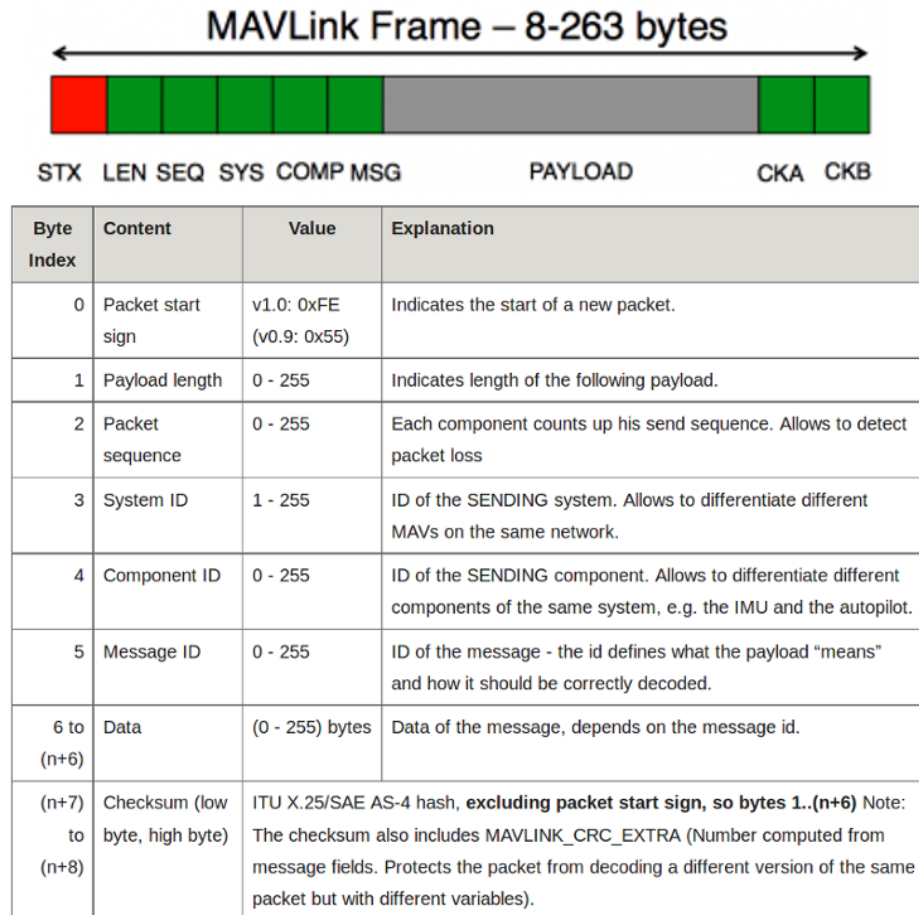 MAVLink Frame – 8-263 bytes
STX LEN SEQ SYS COMP MSG PAYLOAD CKA CKB
Byte Index Content Value Explanation
0 Packet start sign v1.0: 0xFE (v0.9: 0x55) Indicates the start of a new packet.
1 Payload length 0 - 255 Indicates length of the following payload.
2 Packet sequence 0 - 255 Each component counts up his send sequence. Allows to detect packet loss
3 System ID 1 - 255 ID of the SENDING system. Allows to differentiate different MAVs on the same network.
4 Component ID 0 - 255 ID of the SENDING component. Allows to differentiate different components of the same system, e.g. the IMU and the autopilot.
5 Message ID 0 - 255 ID of the message - the id defines what the payload “means” and how it should be correctly decoded.
6 to (n+6) Data (0 - 255) bytes Data of the message, depends on the message id.
(n+7) to (n+8) Checksum (low byte, high byte) ITU X.25/SAE AS-4 hash, excluding packet start sign, so bytes 1..(n+6) Note: The checksum also includes MAVLINK_CRC_EXTRA (Number computed from message fields. Protects the packet from decoding a different version of the same packet but with different variables).